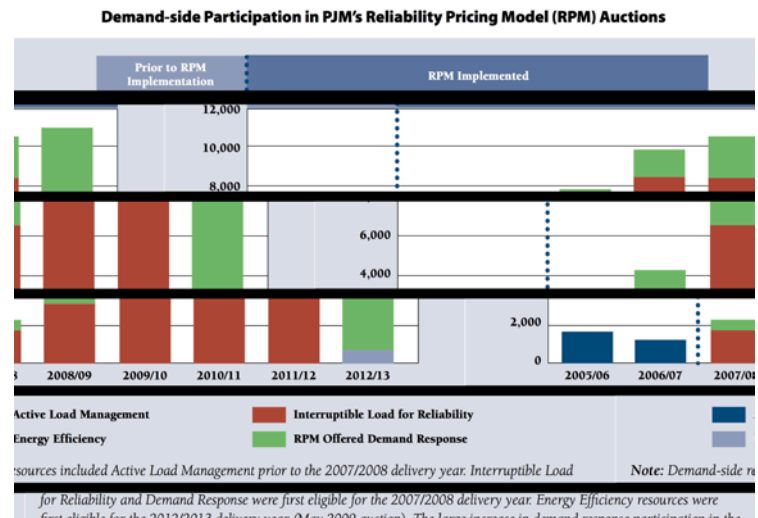 Demand-side Participation in PJM's Reliability Pricing Model (RPM) Auctions
Prior to RPM
Implementation
RPM Implemented
12,000
10,000
8,000
6,000
4,000
2,000
0
2008/09 2009/10 2010/11 2011/12 2012/13 2005/06 2006/07 2007/08
Active Load Management Interruptible Load for Reliability
Energy Efficiency RPM Offered Demand Response
included Active Load Management prior to the 2007/2008 delivery year. Interruptible Load Note: Demand-side
for Reliability and Demand Response were first eligible for the 2007/2008 delivery year. Energy Efficiency resources were